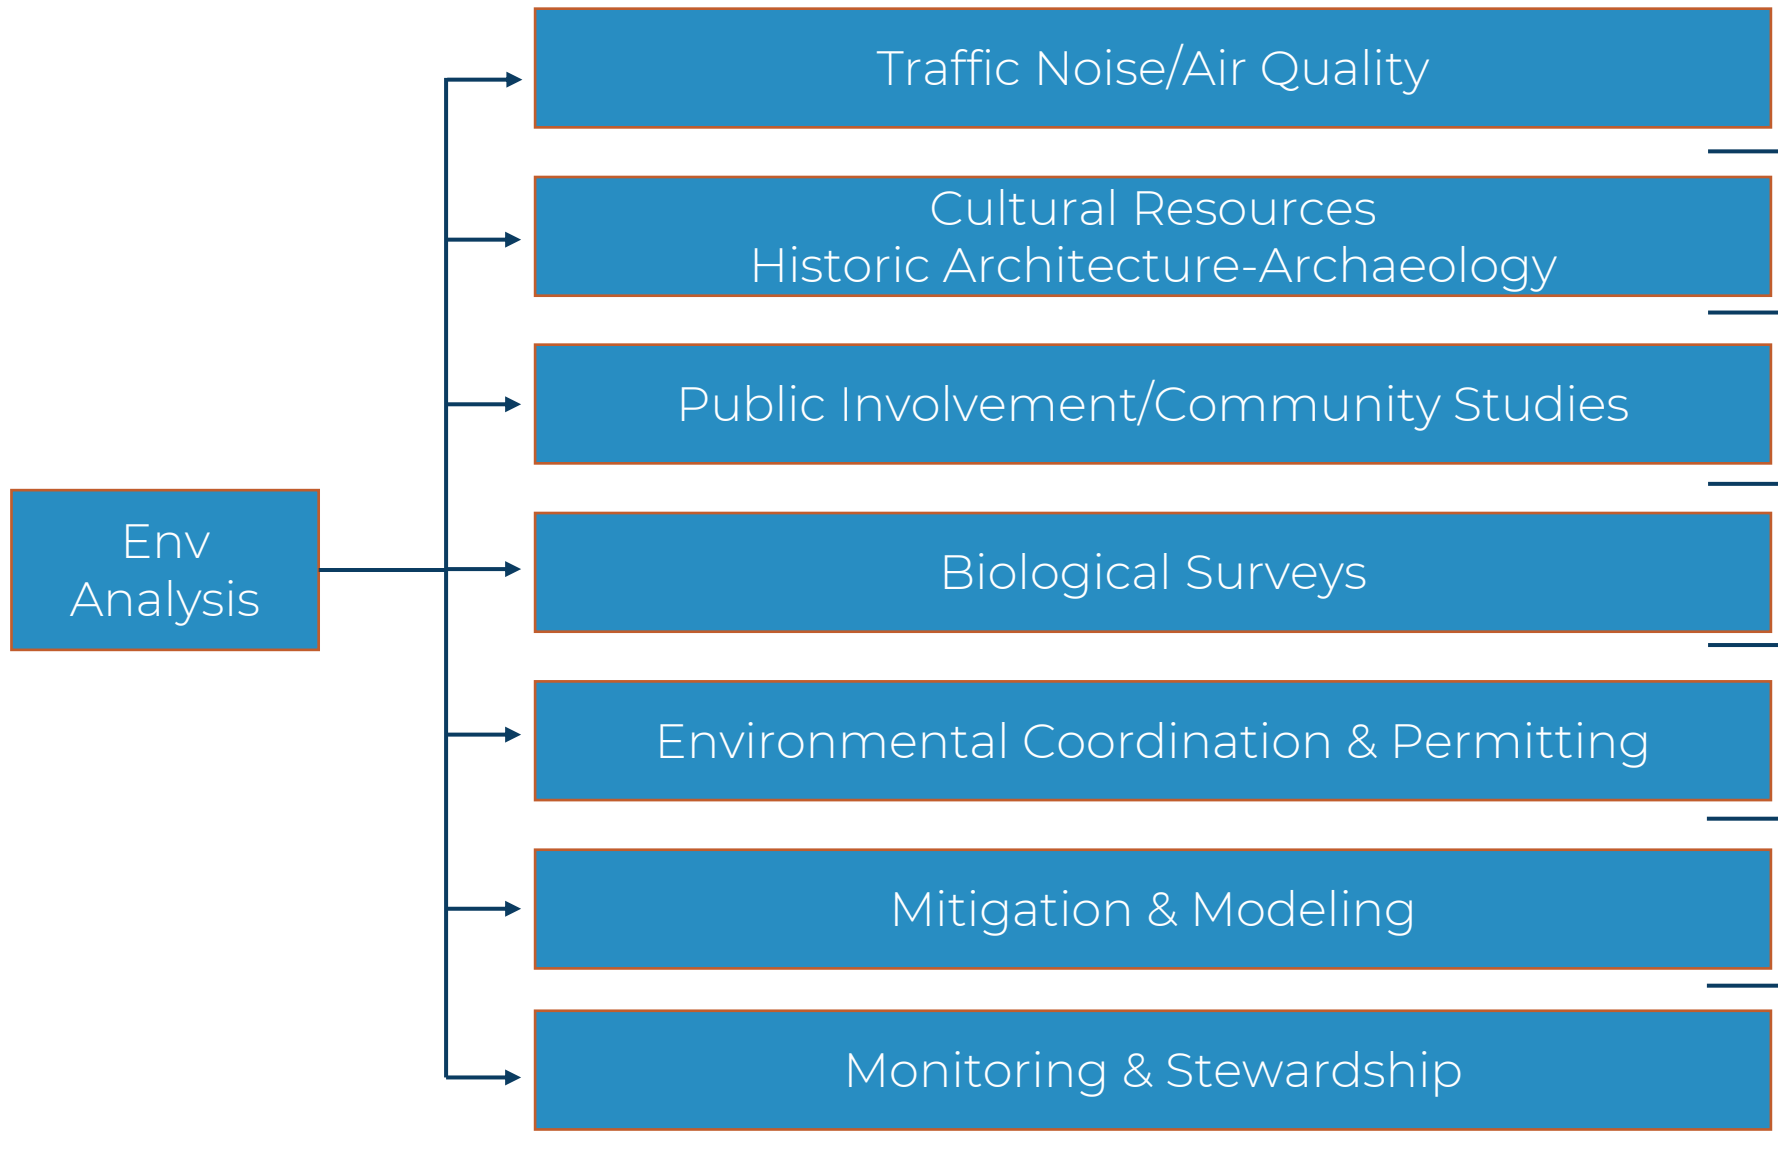 Traffic Noise/Air Quality
Cultural Resources
Historic Architecture-Archaeology
Public Involvement/Community Studies
Env
Analysis
Biological Surveys
Environmental Coordination & Permitting
Mitigation & Modeling
Monitoring & Stewardship